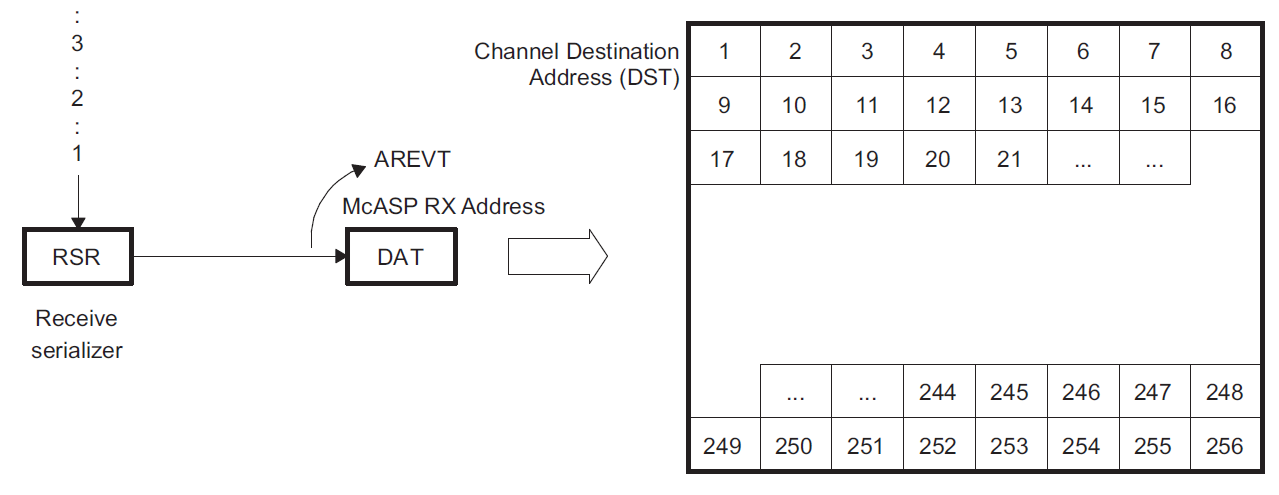 :
3
:
2
:
1
AREVT
McASP RX Address
RSR
DAT
Receive
serializer
Channel Destination
Address (DST)
1 2 3 4 5 6 7 8
9 10 11 12 13 14 15 16
17 18 19 20 21 ... ...
... ... 244 245 246 247 248
249 250 251 252 253 254 255 256